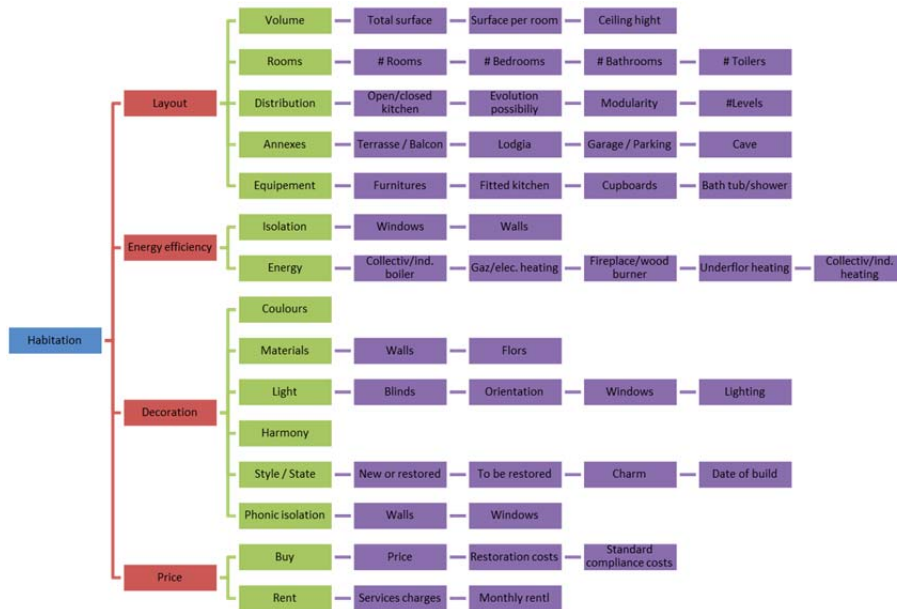 Volume
Total surface
Surface per room
Ceiling hight
Rooms
# Rooms
# Bedrooms
# Bathrooms
# Toilers
Layout
Distribution
Open/closed
kitchen
Evolution
possibiliy
Modularity
#Levels
Annexes
Terrasse / Balcon
Lodgia
Garage / Parking
Cave
Equipement
Furnitures
Fitted kitchen
Cupboards
Bath tub/shower
Energy efficiency
Isolation
Windows
Walls
Energy
Collectiv/ind.
boiler
Gaz/elec. heating
Fireplace/wood
burner
Underflor heating
Collectiv/ind.
heating
Habitation
Decoration
Coulours
Materials
Walls
Flors
Light
Blinds
Orientation
Windows
Lighting
Harmony
Style / State
New or restored
To be restored
Charm
Date of build
Phonic isolation
Walls
Windows
Price
Buy
Price
Restoration costs
Standard
compliance costs
Rent
Services charges
Monthly rentl